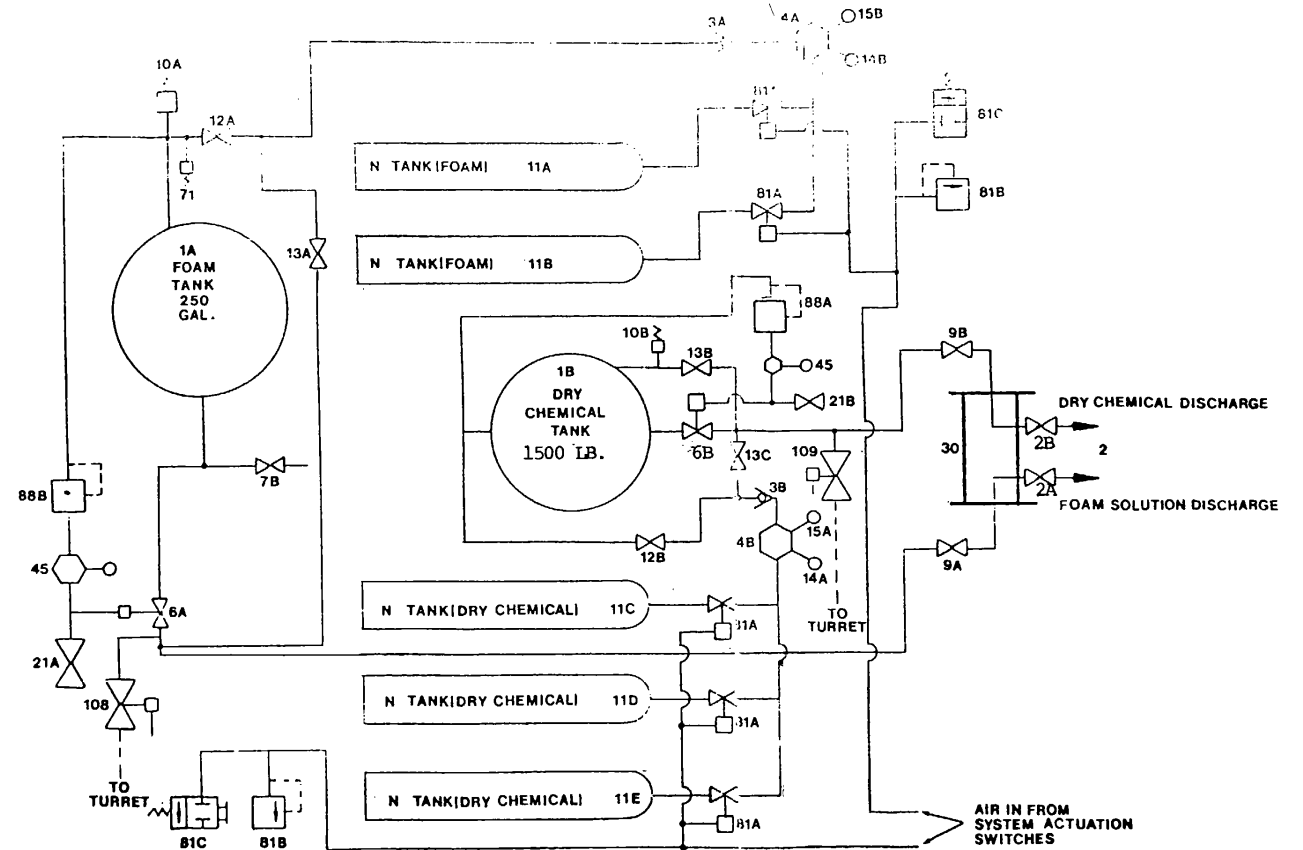 15B
3A
4A
14B
10A
81C
12A
N TANK(FOAM) 11A
71
81A
81B
1A
FOAM
TANK
250
GAL.
13A
N TANK(FOAM) 11B
88A
10B
13B
9B
45
1B
DRY
CHEMICAL
TANK
1500 LB.
21B
DRY CHEMICAL DISCHARGE
6B
13C
109
30
2B
2
7B
88B
3B
2A
FOAM SOLUTION DISCHARGE
15A
4B
12B
14A
9A
45
N TANK(DRY CHEMICAL) 11C
6A
TO
TURRET
21A
N TANK(DRY CHEMICAL) 11D
108
TO
TURRET
N TANK(DRY CHEMICAL) 11E
81A
81C
81B
AIR IN FROM
SYSTEM ACTUATION
SWITCHES